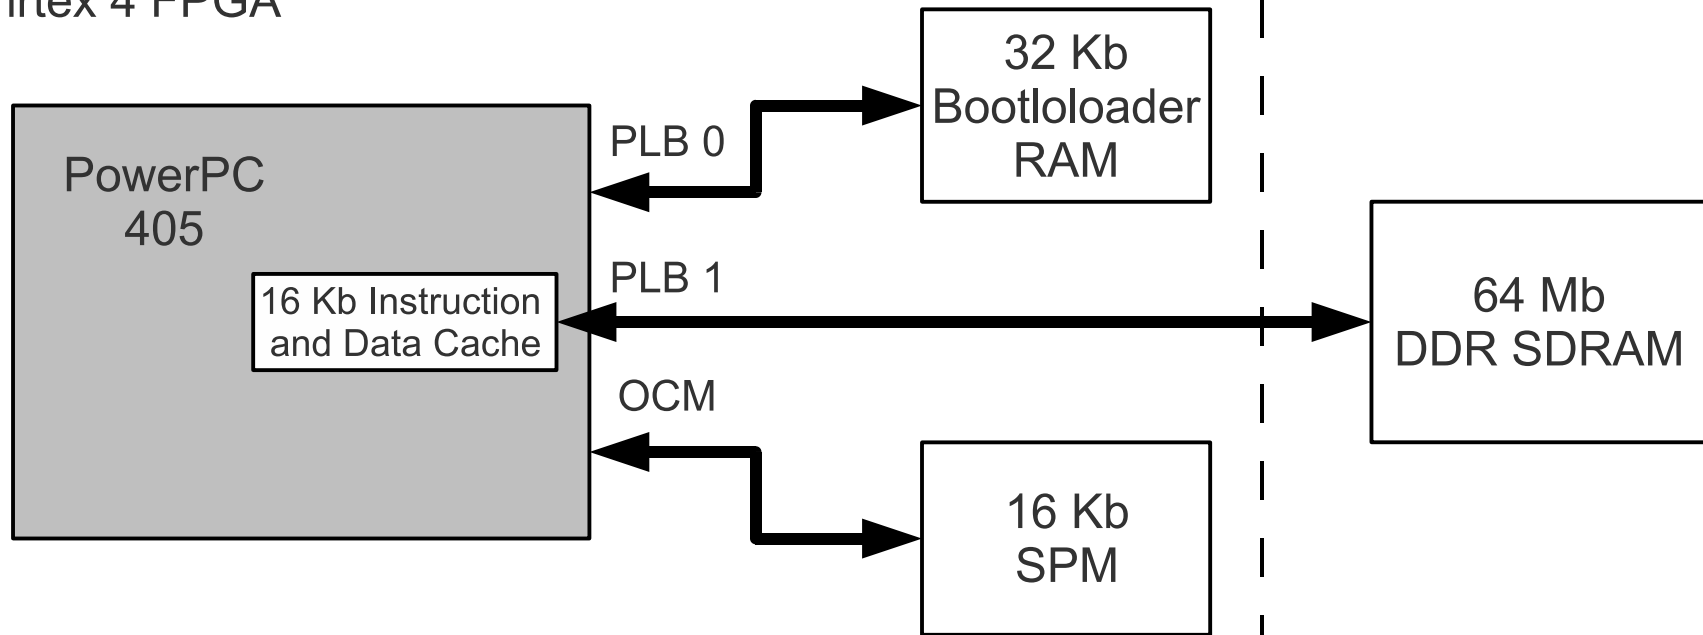 irtex 4 FPGA
32 Kb
Bootloloader
RAM
PLB 0
PowerPC
405
PLB 1
16 Kb Instruction
and Data Cache
64 Mb
DDR SDRAM
OCM
16 Kb
SPM